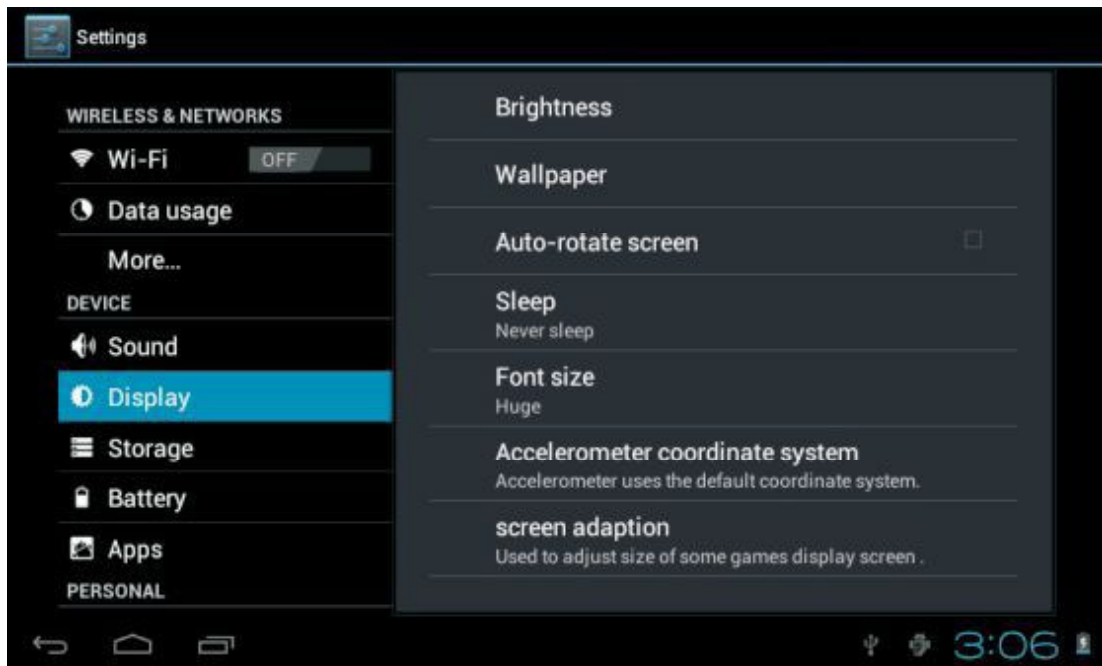 Settings
WIRELESS & NETWORKS
Wi-Fi OFF
Data usage
More...
DEVICE
Sound
Display
Storage
Battery
Apps
PERSONAL
Brightness
Wallpaper
Auto-rotate screen
Sleep
Never sleep
Font size
Huge
Accelerometer coordinate system
Accelerometer uses the default coordinate system.
screen adaption
Used to adjust size of some games display screen .
3:06